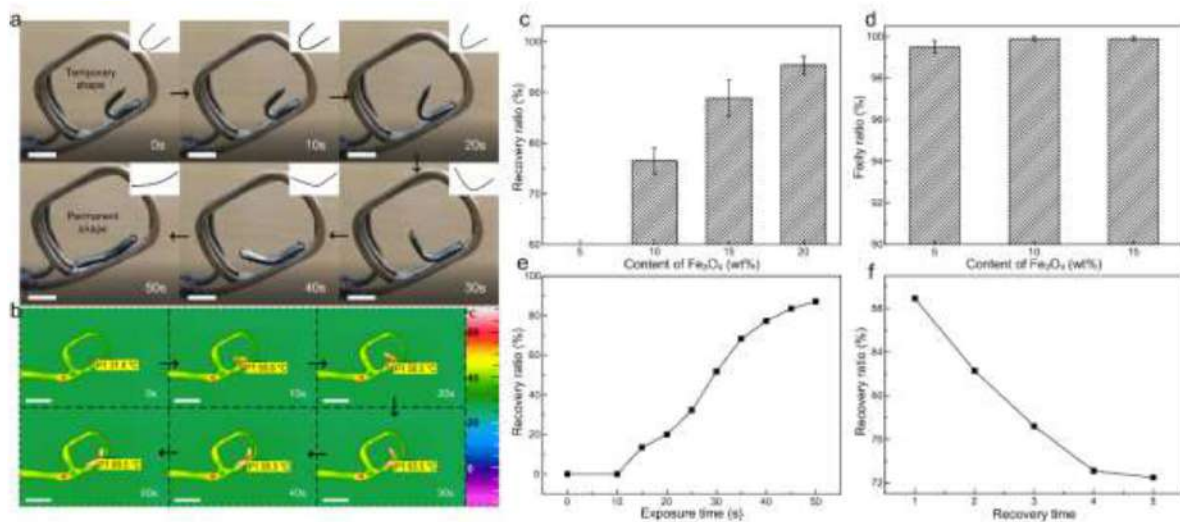 a
Temporary
shape
0s
10s
20s
Permanent
shape
50s
40s
30s
b
°C
0s
10s
20s
40s
30s
c
Recovery ratio (%)
100
90
80
70
60
5
10
15
20
Content of Fe₃O₄ (wt%)
d
Fixity ratio (%)
100
98
96
94
92
90
5
10
15
Content of Fe₃O₄ (wt%)
e
Recovery ratio (%)
100
80
60
40
20
0
0
10
20
30
40
50
Exposure time (s)
f
Recovery ratio (%)
88
84
80
76
72
1
2
3
4
5
Recovery time